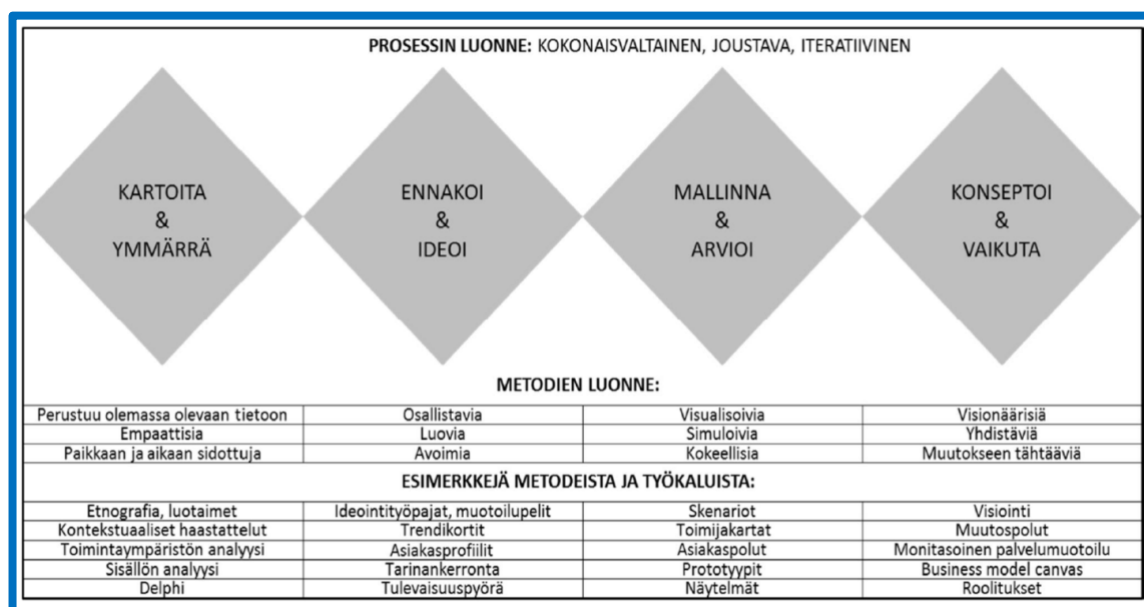 PROSESSIN LUONNE: KOKONAISVALTAINEN, JOUSTAVA, ITERATIIVINEN
KARTOITA
&
YMMÄRRÄ
ENNAKOI
&
IDEOI
MALLINNA
&
ARVIOI
KONSEPTOI
&
VAIKUTA
METODIEN LUONNE:
Perustuu olemassa olevaan tietoon Osallistavia Visualisoivia Visionäärisiä
Empaattisia Luovia Simuloivia Yhdistäviä
Paikkaan ja aikaan sidottuja Avoimia Kokeellisia Muutokseen tähtääviä
ESIMERKKEJÄ METODEISTA JA TYÖKALUISTA:
Etnografia, luotaimet Ideointityöpajat, muotoilupelit Skenariot Visiointi
Kontekstuaaliset haastattelut Trendikortit Toimijakartat Muutospolut
Toimintaympäristön analyysi Asiakasprofiilit Asiakaspolut Monitasoinen palvelumuotoilu
Sisällön analyysi Tarinankerronta Prototyypit Business model canvas
Delphi Tulevaisuuspyörä Näytelmät Roolitukset